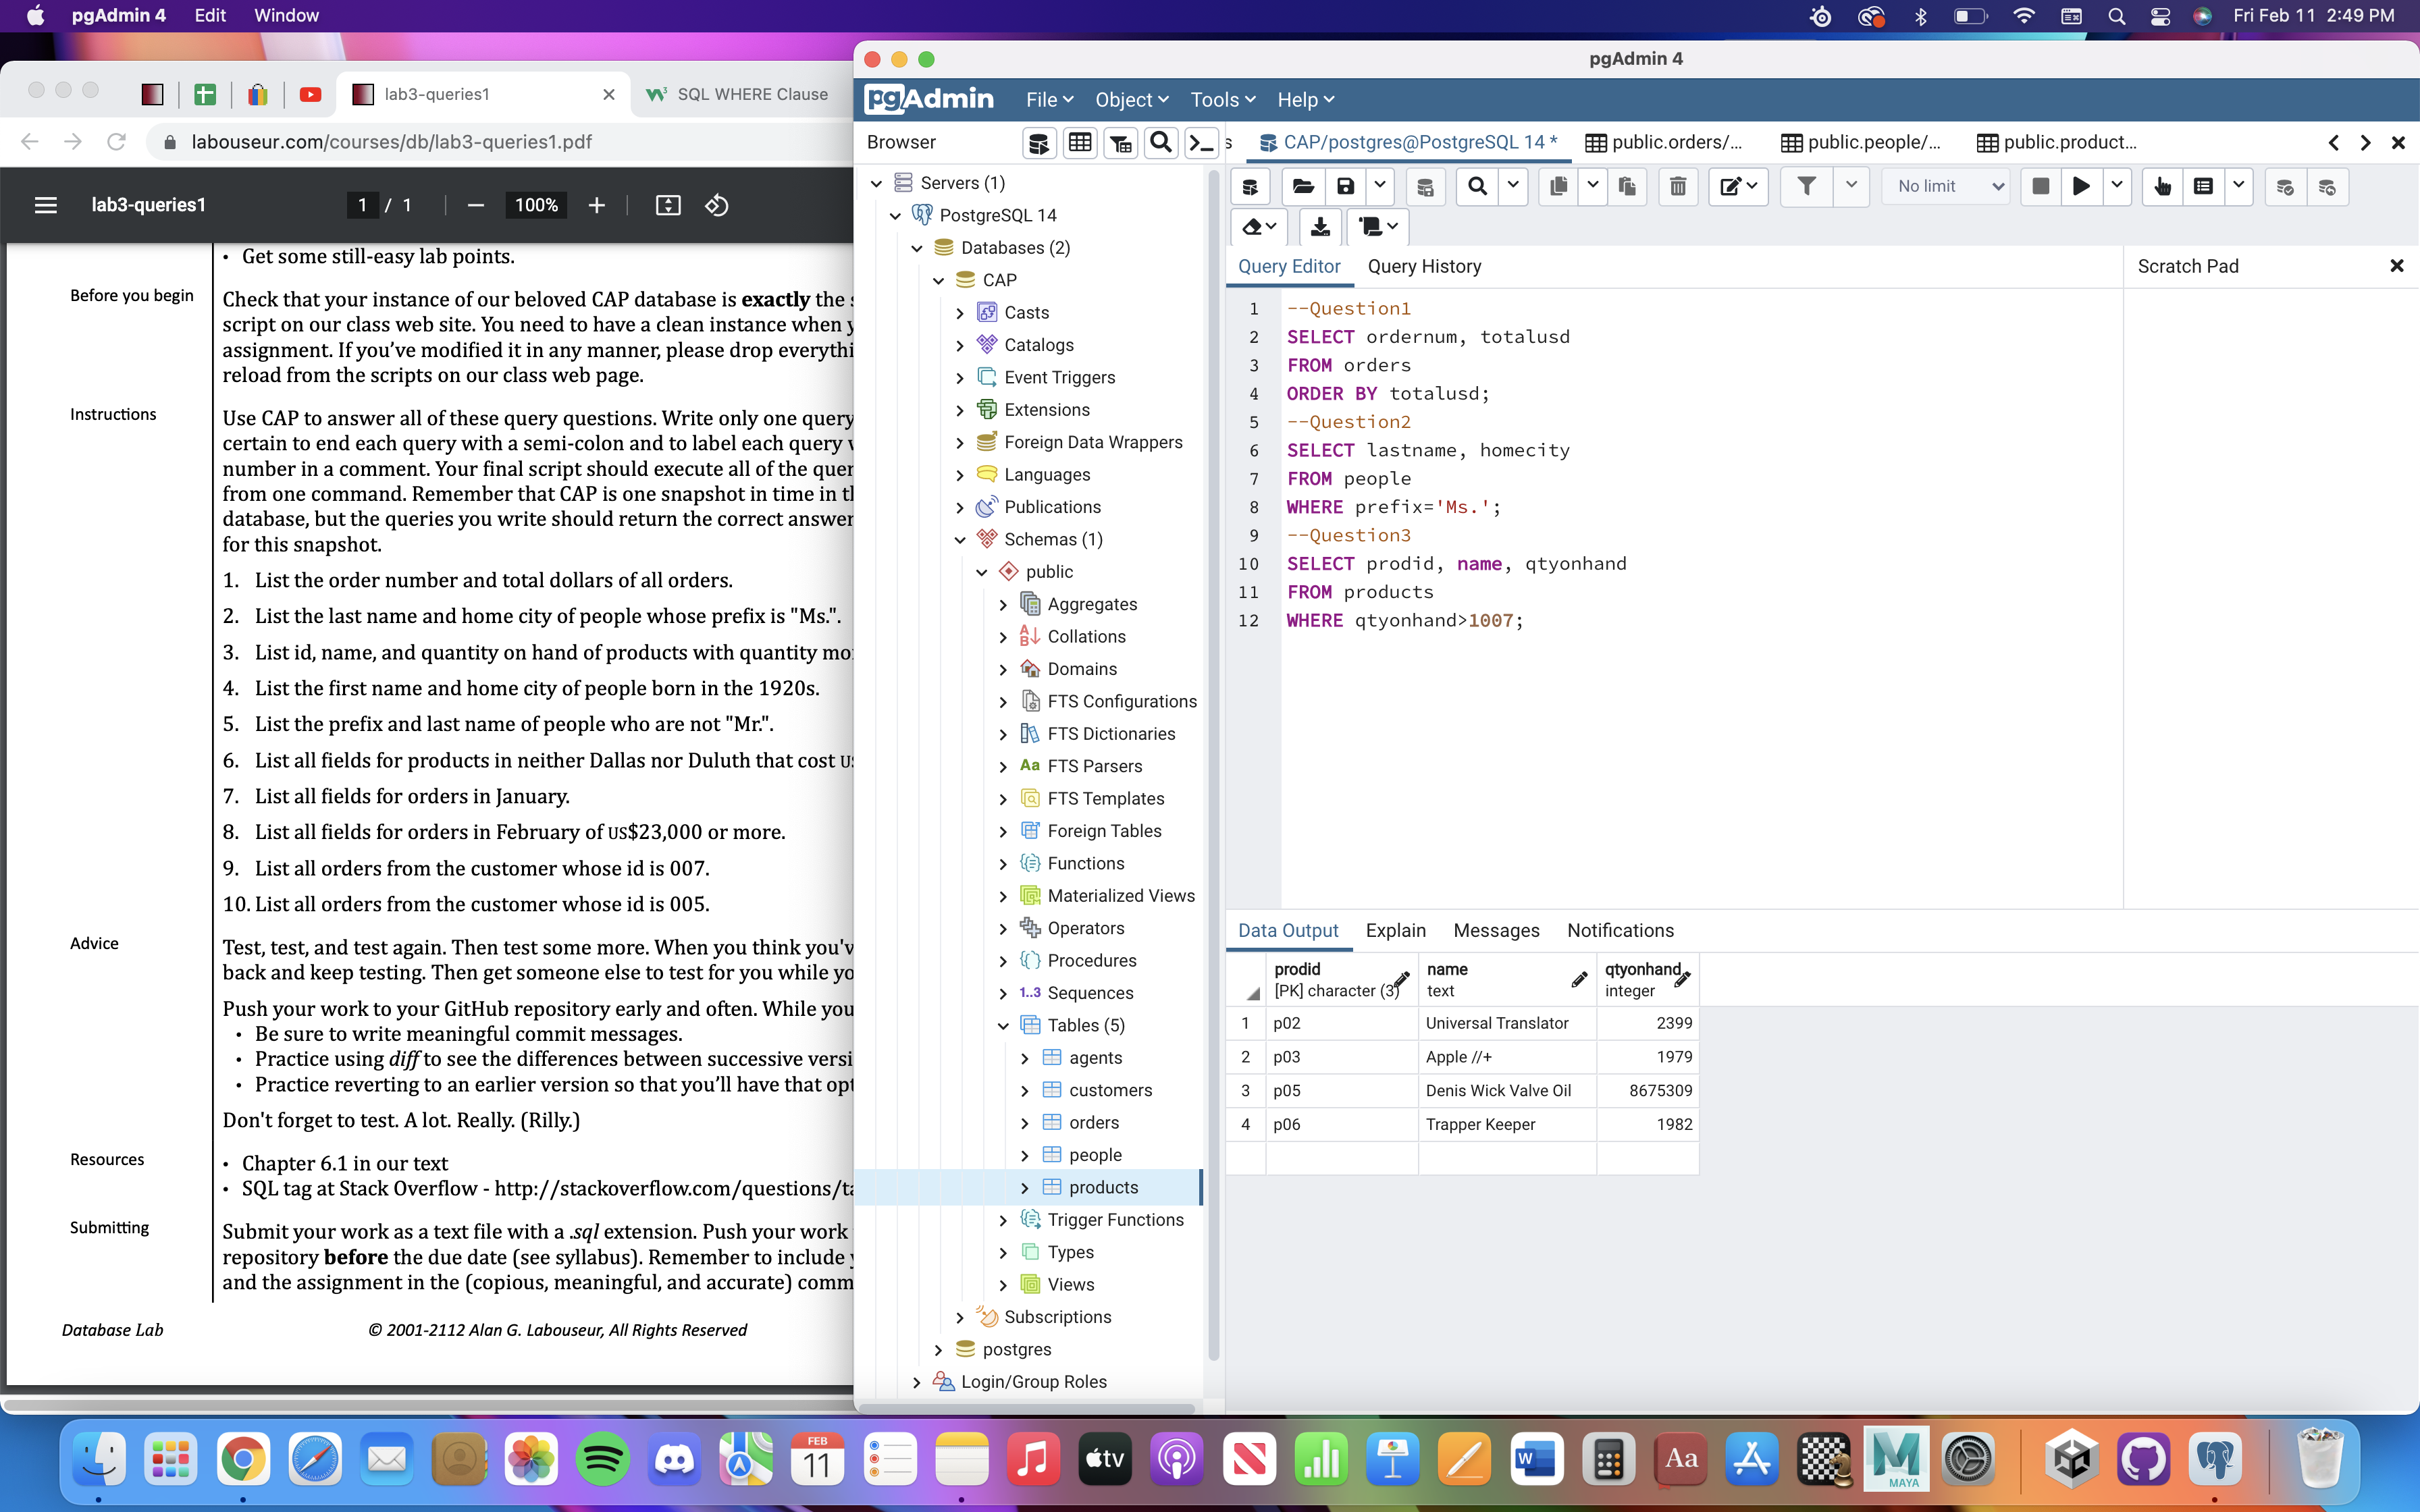 pgAdmin 4 Edit Window Fri Feb 11 2:49 PM
lab3-queries1 SQL WHERE Clause
labouseur.com/courses/db/lab3-queries1.pdf
lab3-queries1 1 / 1 100%
• Get some still-easy lab points.
Before you begin
Check that your instance of our beloved CAP database is exactly the s
script on our class web site. You need to have a clean instance when y
assignment. If you've modified it in any manner, please drop everythi
reload from the scripts on our class web page.
Instructions
Use CAP to answer all of these query questions. Write only one query
certain to end each query with a semi-colon and to label each query w
number in a comment. Your final script should execute all of the quer
from one command. Remember that CAP is one snapshot in time in th
database, but the queries you write should return the correct answer
for this snapshot.
1. List the order number and total dollars of all orders.
2. List the last name and home city of people whose prefix is "Ms.".
3. List id, name, and quantity on hand of products with quantity mo
4. List the first name and home city of people born in the 1920s.
5. List the prefix and last name of people who are not "Mr.".
6. List all fields for products in neither Dallas nor Duluth that cost US
7. List all fields for orders in January.
8. List all fields for orders in February of US$23,000 or more.
9. List all orders from the customer whose id is 007.
10. List all orders from the customer whose id is 005.
Advice
Test, test, and test again. Then test some more. When you think you'v
back and keep testing. Then get someone else to test for you while yo
Push your work to your GitHub repository early and often. While you
• Be sure to write meaningful commit messages.
• Practice using diff to see the differences between successive versi
• Practice reverting to an earlier version so that you'll have that opt
Don't forget to test. A lot. Really. (Rilly.)
Resources
• Chapter 6.1 in our text
• SQL tag at Stack Overflow - http://stackoverflow.com/questions/ta
Submitting
Submit your work as a text file with a .sql extension. Push your work
repository before the due date (see syllabus). Remember to include y
and the assignment in the (copious, meaningful, and accurate) comm
Database Lab © 2001-2112 Alan G. Labouseur, All Rights Reserved
pgAdmin 4
pgAdmin File Object Tools Help
Browser
s CAP/postgres@PostgreSQL 14 * public.orders/... public.people/... public.product...
Servers (1)
PostgreSQL 14
Databases (2)
CAP
Casts
Catalogs
Event Triggers
Extensions
Foreign Data Wrappers
Languages
Publications
Schemas (1)
public
Aggregates
Collations
Domains
FTS Configurations
FTS Dictionaries
Aa FTS Parsers
FTS Templates
Foreign Tables
Functions
Materialized Views
Operators
Procedures
1..3 Sequences
Tables (5)
agents
customers
orders
people
products
Trigger Functions
Types
Views
Subscriptions
postgres
Login/Group Roles
No limit
Query Editor Query History Scratch Pad
1 --Question1
2 SELECT ordernum, totalusd
3 FROM orders
4 ORDER BY totalusd;
5 --Question2
6 SELECT lastname, homecity
7 FROM people
8 WHERE prefix='Ms.';
9 --Question3
10 SELECT prodid, name, qtyonhand
11 FROM products
12 WHERE qtyonhand>1007;
Data Output Explain Messages Notifications
prodid name qtyonhand
[PK] character (3) text integer
1 p02 Universal Translator 2399
2 p03 Apple //+ 1979
3 p05 Denis Wick Valve Oil 8675309
4 p06 Trapper Keeper 1982
FEB
11
tv
W
Aa
M
MAYA